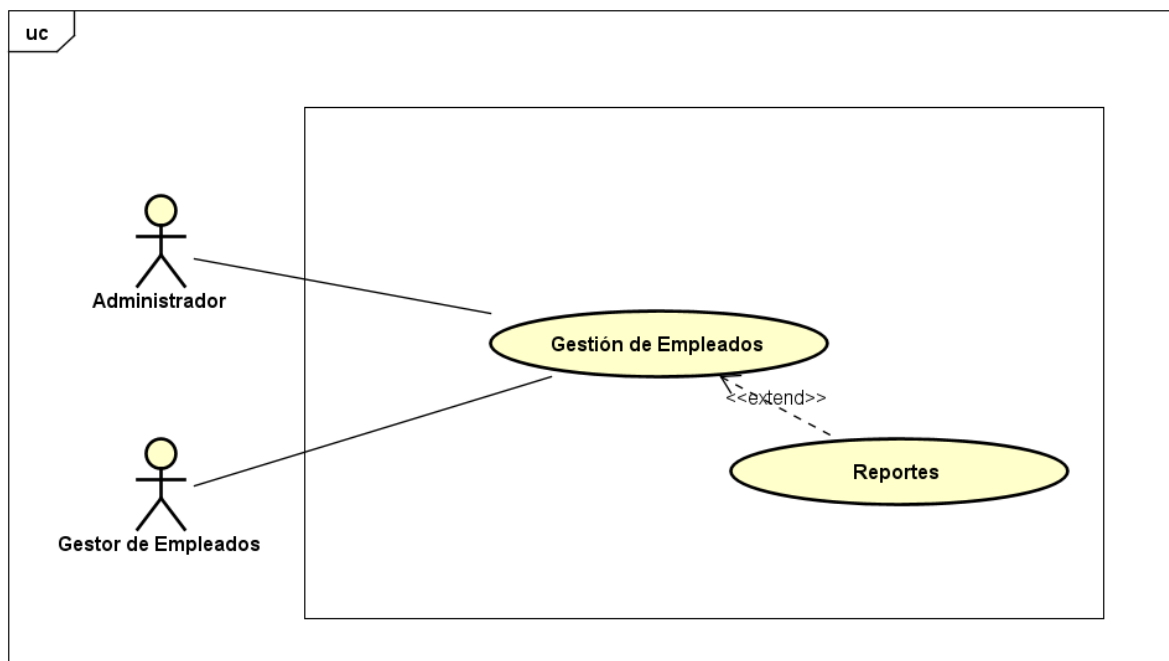 uc
Administrador
Gestión de Empleados
<<extend>>
Reportes
Gestor de Empleados